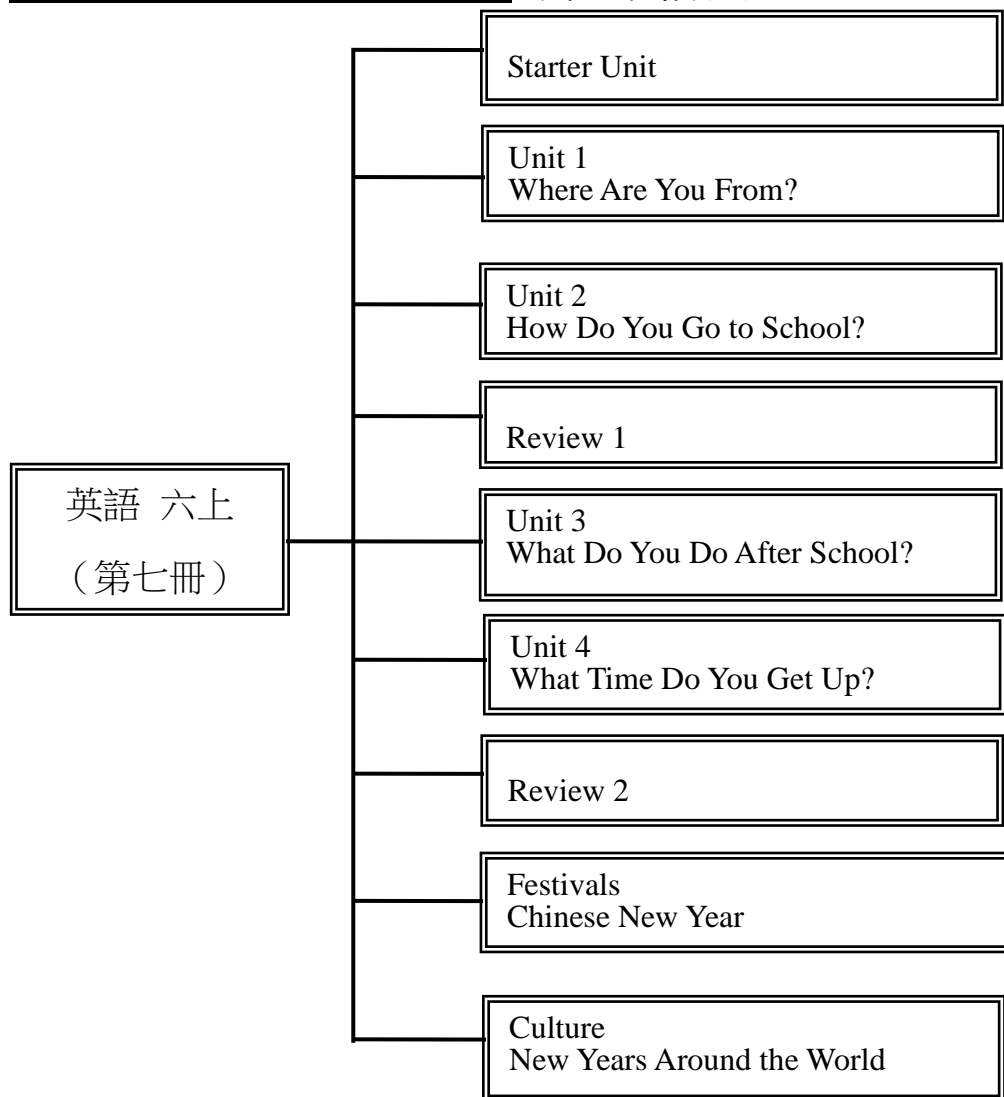 Starter Unit
Unit 1
Where Are You From?
Unit 2
How Do You Go to School?
Review 1
英語 六上
（第七冊）
Unit 3
What Do You Do After School?
Unit 4
What Time Do You Get Up?
Review 2
Festivals
Chinese New Year
Culture
New Years Around the World